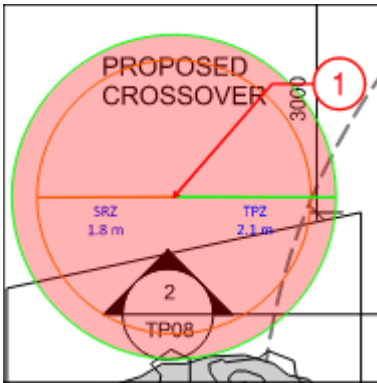 PROPOSED
CROSSOVER
1
3000
SRZ
1.8 m
TPZ
2.1 m
2
TP08